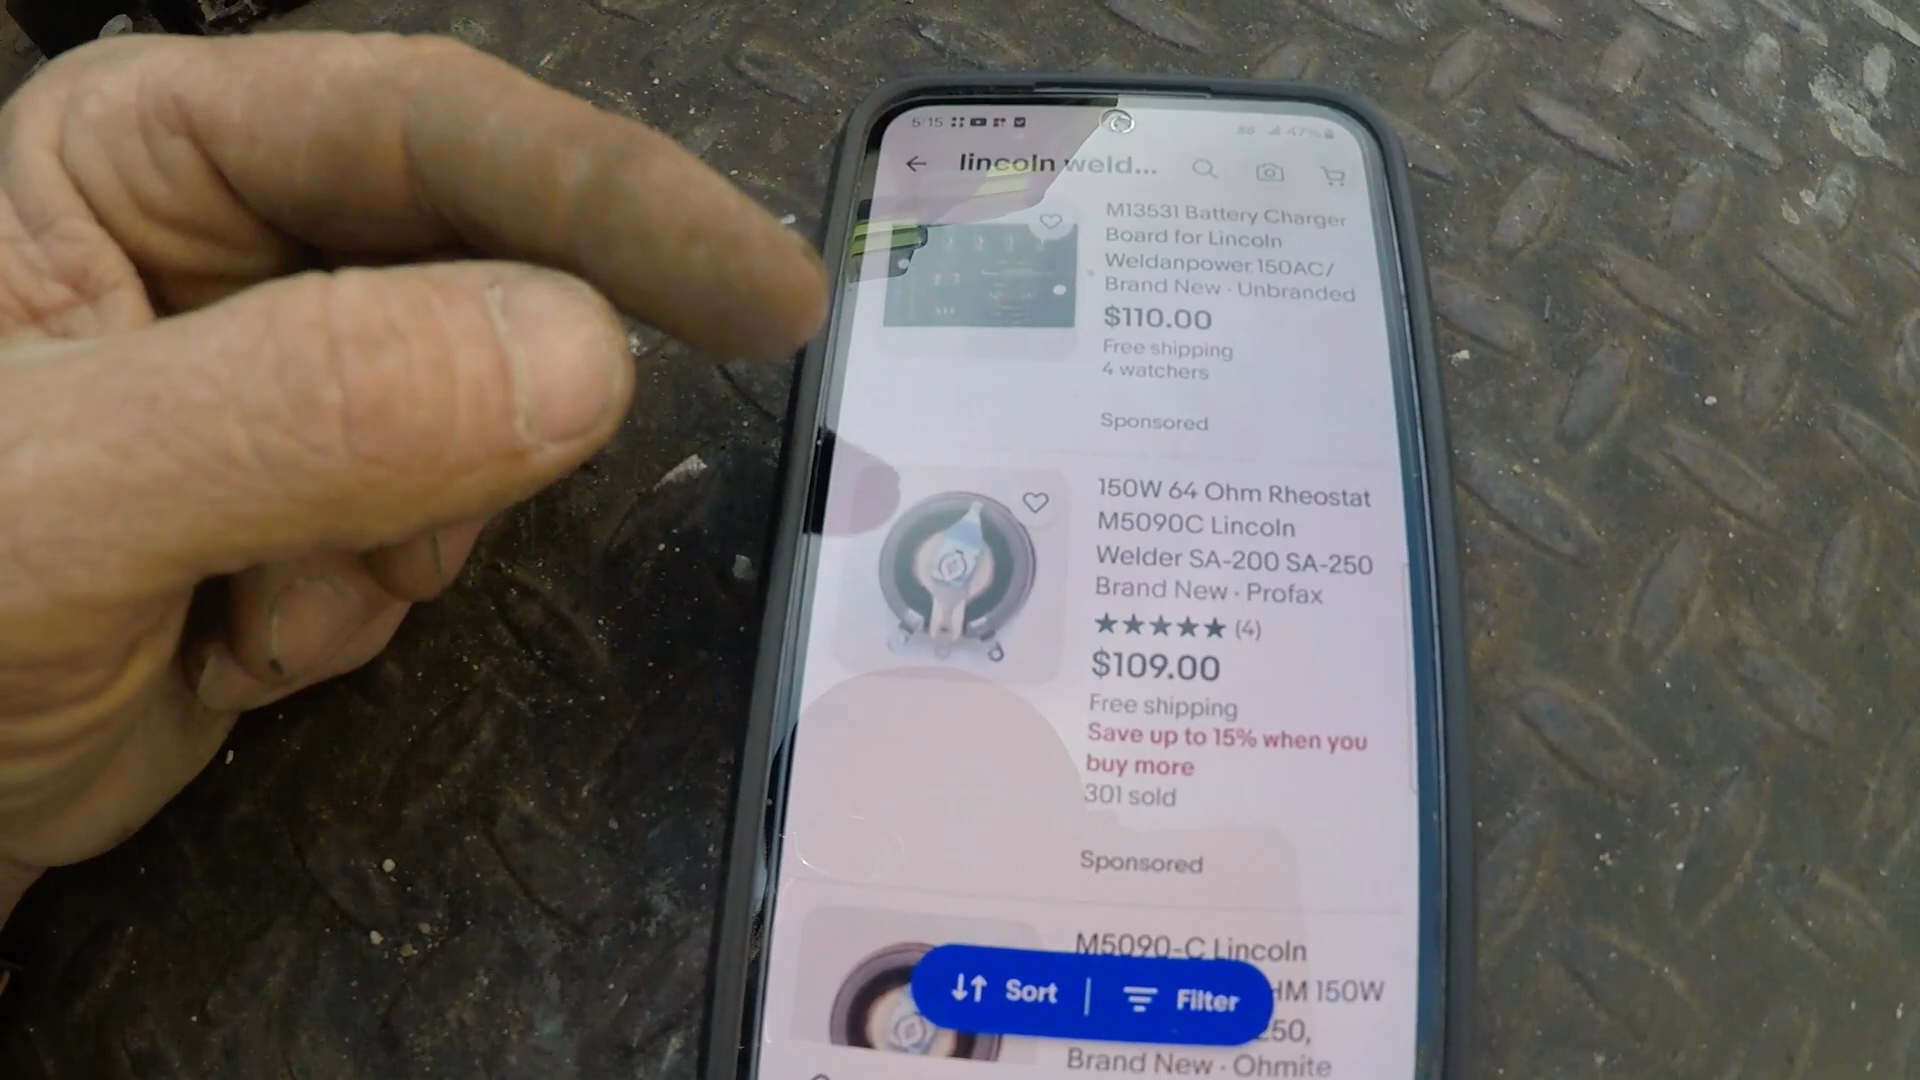 5:15
47%
lincoln weld...
M13531 Battery Charger
Board for Lincoln
Weldanpower 150AC/
Brand New · Unbranded
$110.00
Free shipping
4 watchers
Sponsored
150W 64 Ohm Rheostat
M5090C Lincoln
Welder SA-200 SA-250
Brand New · Profax
★★★★★ (4)
$109.00
Free shipping
Save up to 15% when you
buy more
301 sold
Sponsored
M5090-C Lincoln
HM 150W
250,
Brand New · Ohmite
Sort | Filter